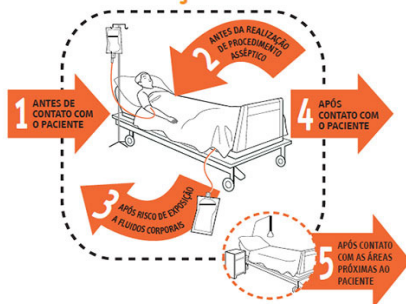 1 ANTES DE
CONTATO COM
O PACIENTE
2 ANTES DA REALIZAÇÃO
DE PROCEDIMENTO
ASSÉPTICO
3 APÓS RISCO DE EXPOSIÇÃO
A FLUIDOS CORPORAIS
4 APÓS
CONTATO COM
O PACIENTE
5 APÓS CONTATO
COM AS ÁREAS
PRÓXIMAS AO
PACIENTE